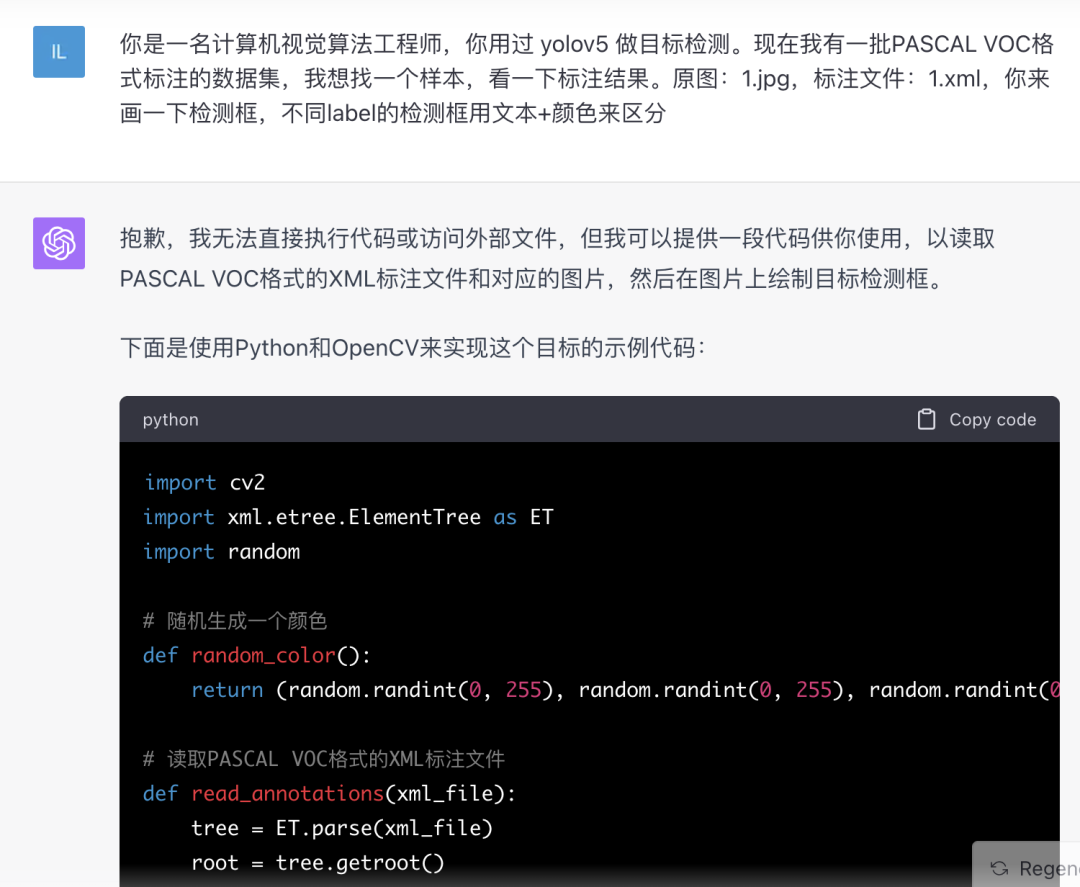 IL
你是一名计算机视觉算法工程师，你用过 yolov5 做目标检测。现在我有一批PASCAL VOC格
式标注的数据集，我想找一个样本，看一下标注结果。原图：1.jpg，标注文件：1.xml，你来
画一下检测框，不同label的检测框用文本+颜色来区分
抱歉，我无法直接执行代码或访问外部文件，但我可以提供一段代码供你使用，以读取
PASCAL VOC格式的XML标注文件和对应的图片，然后在图片上绘制目标检测框。
下面是使用Python和OpenCV来实现这个目标的示例代码：
python Copy code
import cv2
import xml.etree.ElementTree as ET
import random
# 随机生成一个颜色
def random_color():
    return (random.randint(0, 255), random.randint(0, 255), random.randint(0
# 读取PASCAL VOC格式的XML标注文件
def read_annotations(xml_file):
    tree = ET.parse(xml_file)
    root = tree.getroot()
Regen